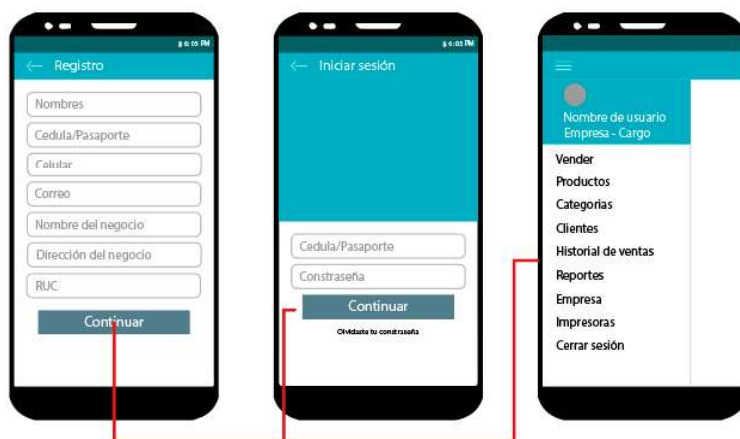 6:05 PM
Registro
Nombres
Cedula/Pasaporte
Celular
Correo
Nombre del negocio
Dirección del negocio
RUC
Continuar
6:05 PM
Iniciar sesión
Cedula/Pasaporte
Constraseña
Continuar
Olvidaste tu constraseña
Nombre de usuario
Empresa - Cargo
Vender
Productos
Categorias
Clientes
Historial de ventas
Reportes
Empresa
Impresoras
Cerrar sesión